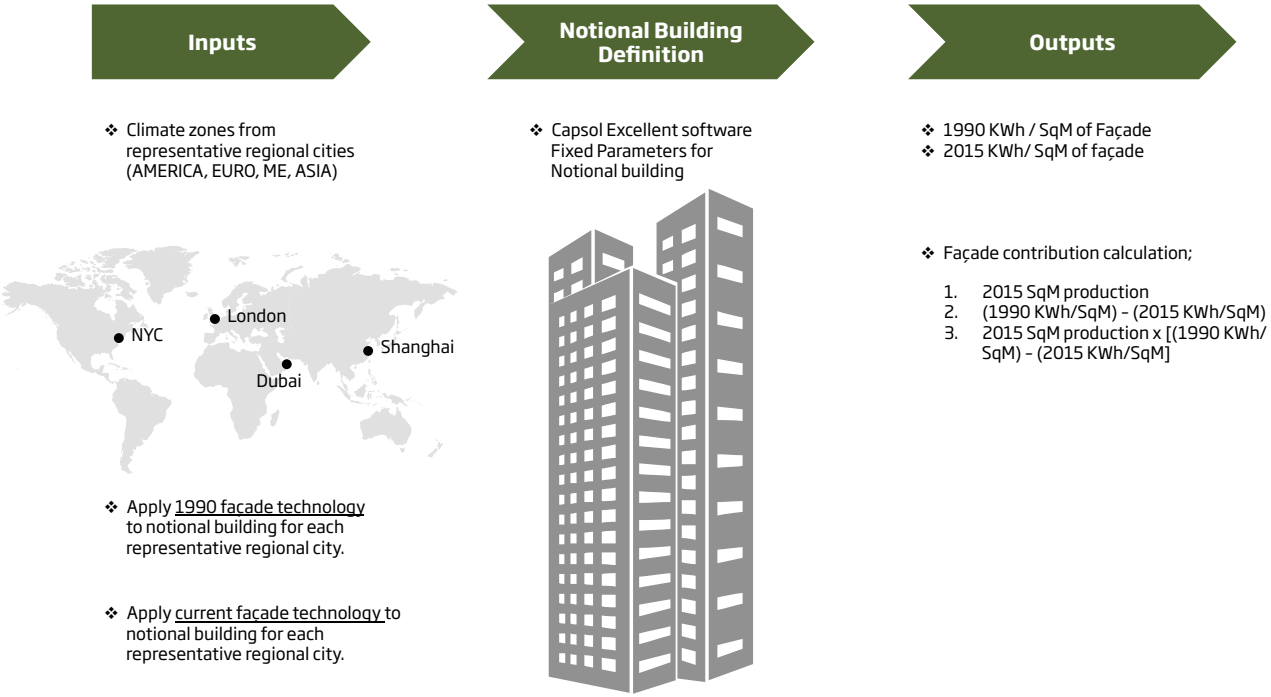 Inputs
❖ Climate zones from
representative regional cities
(AMERICA, EURO, ME, ASIA)
NYC
London
Dubai
Shanghai
❖ Apply 1990 façade technology
to notional building for each
representative regional city.
❖ Apply current façade technology to
notional building for each
representative regional city.
Notional Building
Definition
❖ Capsol Excellent software
Fixed Parameters for
Notional building
Outputs
❖ 1990 KWh / SqM of Façade
❖ 2015 KWh/ SqM of façade
❖ Façade contribution calculation;
1. 2015 SqM production
2. (1990 KWh/SqM) – (2015 KWh/SqM)
3. 2015 SqM production x [(1990 KWh/
SqM) – (2015 KWh/SqM]